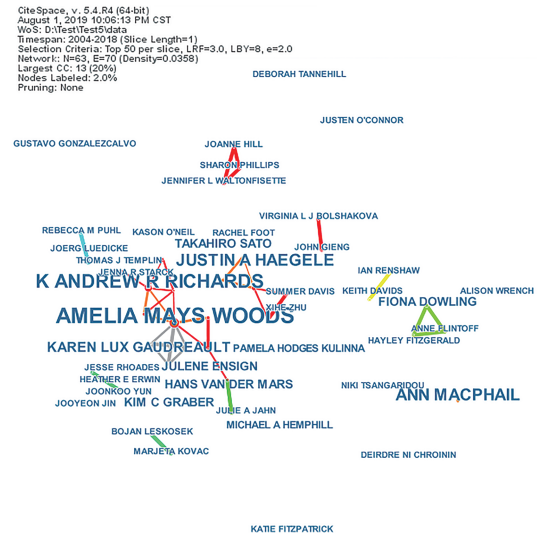 CiteSpace, v. 5.4.R4 (64-bit)
August 1, 2019 10:06:13 PM CST
WoS: D:\Test\Test5\data
Timespan: 2004-2018 (Slice Length=1)
Selection Criteria: Top 50 per slice, LRF=3.0, LBY=8, e=2.0
Network: N=63, E=70 (Density=0.0358)
Largest CC: 13 (20%)
Nodes Labeled: 2.0%
Pruning: None
DEBORAH TANNEHILL
JUSTEN O'CONNOR
GUSTAVO GONZALEZCALVO
JOANNE HILL
SHARON PHILLIPS
JENNIFER L WALTONFISETTE
VIRGINIA L J BOLSHAKOVA
REBECCA M PUHL
KASON O'NEIL
RACHEL FOOT
TAKAHIRO SATO
JOERG LUEDICKE
JOHN GIENG
THOMAS J TEMPLIN
JUSTIN A HAEGELE
JENNA R STARCK
IAN RENSHAW
K ANDREW R RICHARDS
SUMMER DAVIS
KEITH DAVIDS
ALISON WRENCH
FIONA DOWLING
XIHE ZHU
AMELIA MAYS WOODS
ANNE FLINTOFF
HAYLEY FITZGERALD
KAREN LUX GAUDREAULT
PAMELA HODGES KULINNA
JESSE RHOADES
JULENE ENSIGN
HEATHER E ERWIN
HANS VAN DER MARS
NIKI TSANGARIDOU
JOONKOO YUN
ANN MACPHAIL
JOOYEON JIN
KIM C GRABER
JULIE A JAHN
MICHAEL A HEMPHILL
BOJAN LESKOSEK
MARJETA KOVAC
DEIRDRE NI CHROININ
KATIE FITZPATRICK